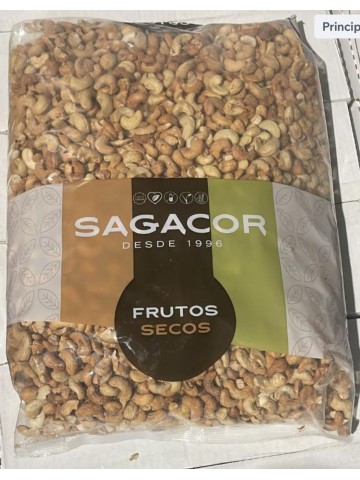 Princip
SAGACOR
DESDE 1996
FRUTOS
SECOS